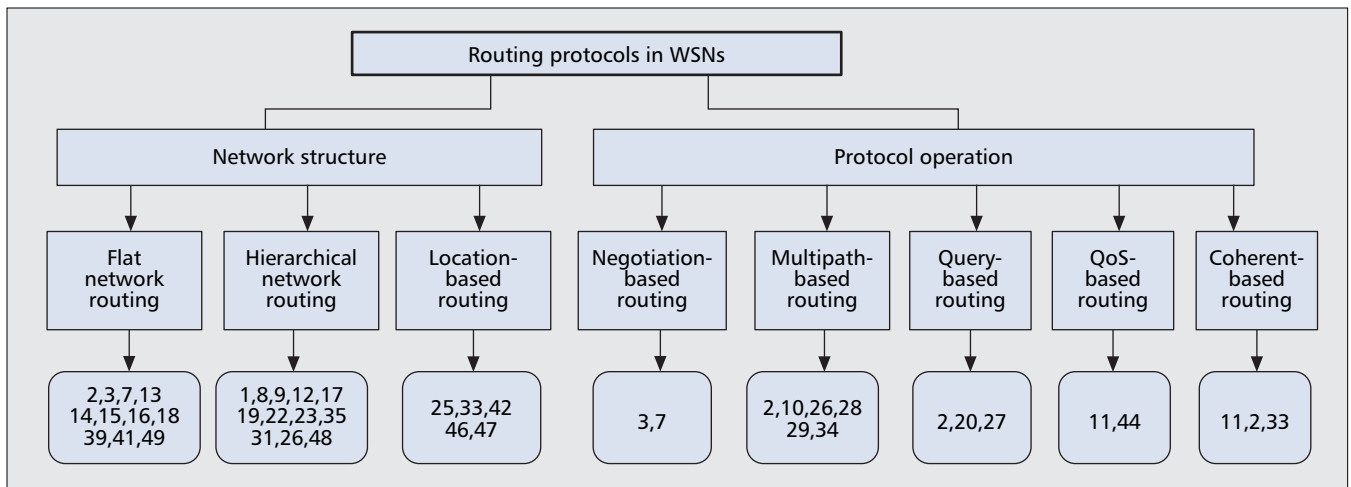 Routing protocols in WSNs
Network structure
Protocol operation
Flat
network
routing
Hierarchical
network
routing
Location-
based
routing
Negotiation-
based
routing
Multipath-
based
routing
Query-
based
routing
QoS-
based
routing
Coherent-
based
routing
2,3,7,13
14,15,16,18
39,41,49
1,8,9,12,17
19,22,23,35
31,26,48
25,33,42
46,47
3,7
2,10,26,28
29,34
2,20,27
11,44
11,2,33